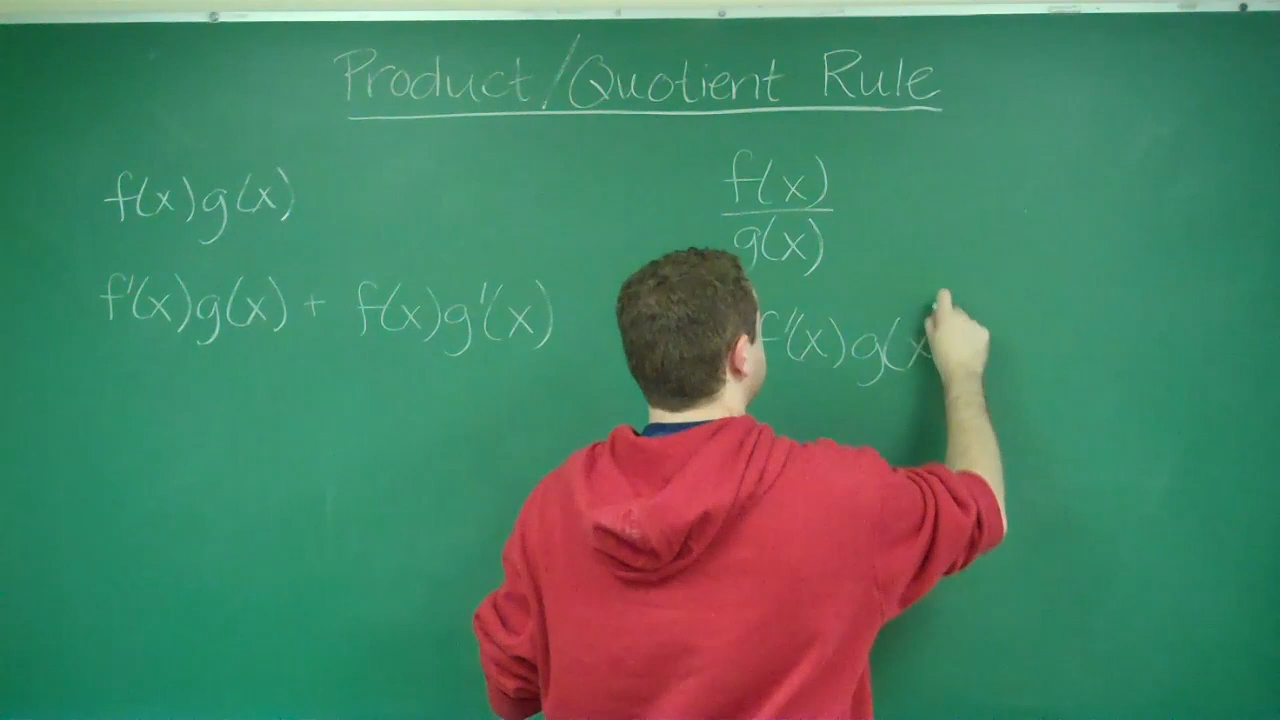 Product/Quotient Rule
f(x)g(x)
f'(x)g(x) + f(x)g'(x)
f(x)
g(x)
f'(x)g(x